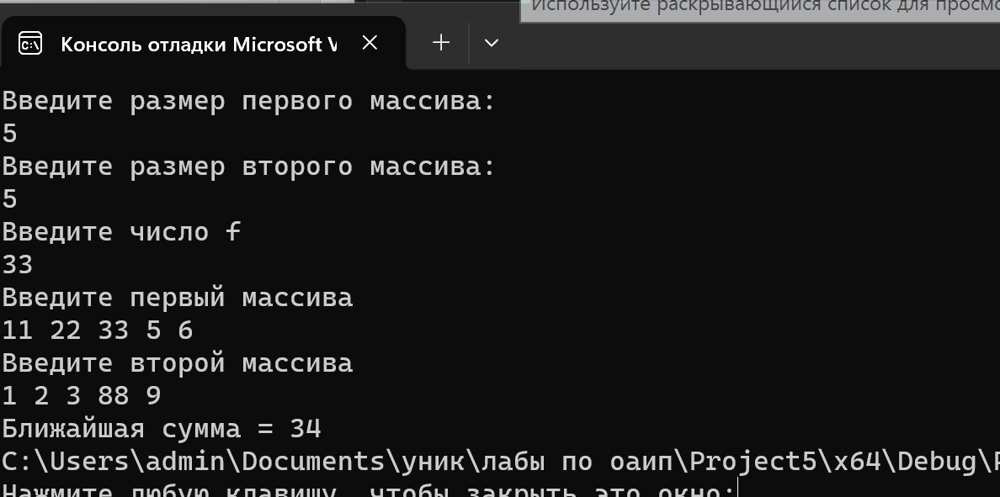 Используйте раскрывающийся список для
Консоль отладки Microsoft
Введите размер первого массива:
5
Введите размер второго массива:
5
Введите число f
33
Введите первый массива
11 22 33 5 6
Введите второй массива
1 2 3 88 9
Ближайшая сумма = 34
C:\Users\admin\Documents\уник\лабы по оаип\Project5\x64\Debug\
Нажмите любую клавишу, чтобы закрыть это окно: